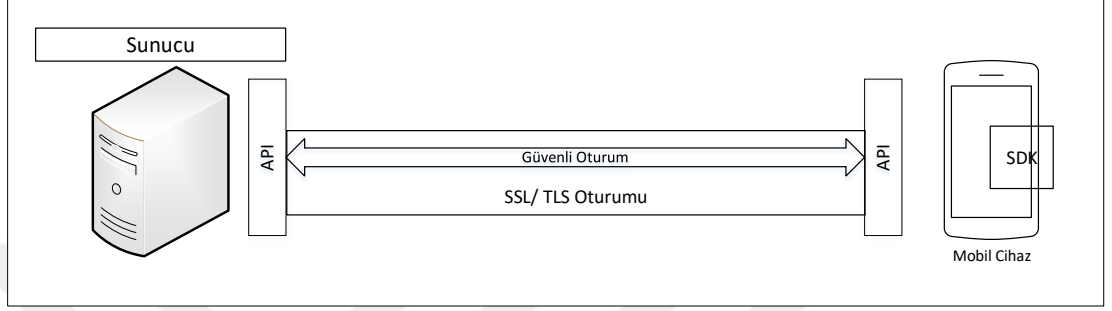 Sunucu
API
Güvenli Oturum
SSL/ TLS Oturumu
API
SDK
Mobil Cihaz